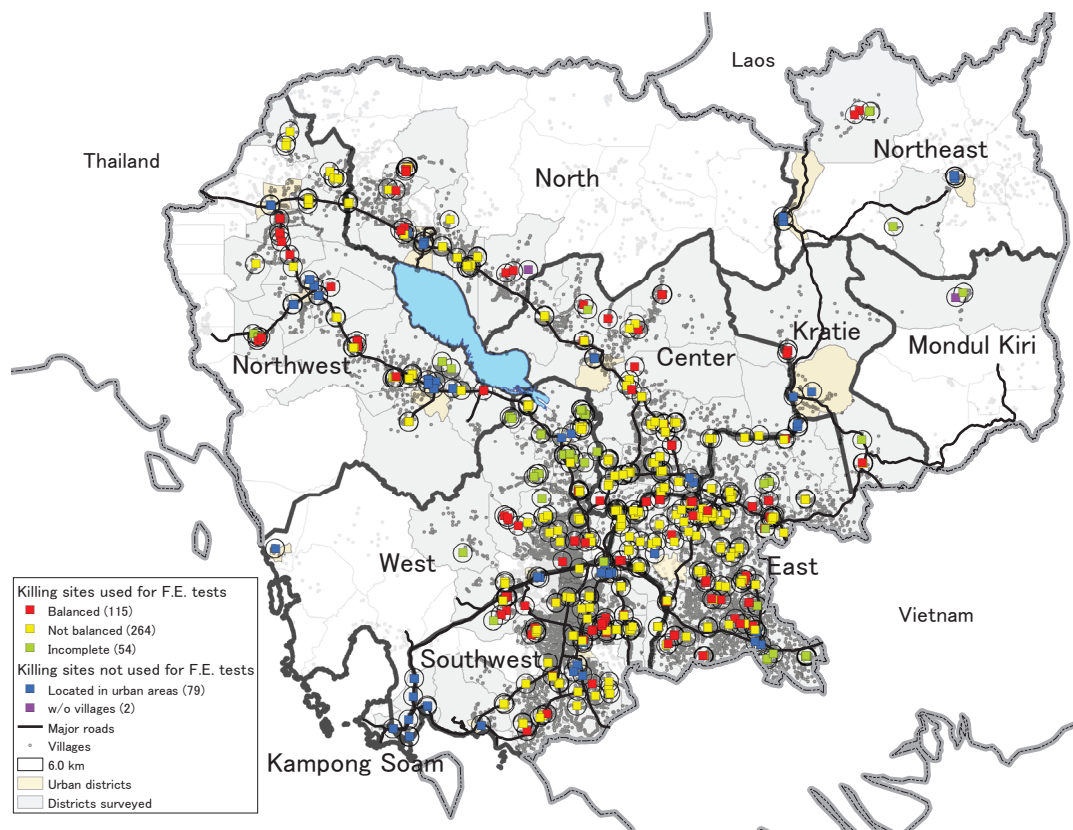 Laos
Thailand
Northeast
North
Kratie
Center
Mondul Kiri
Northwest
West
East
Vietnam
Southwest
Kampong Soam
Killing sites used for F.E. tests
Balanced (115)
Not balanced (264)
Incomplete (54)
Killing sites not used for F.E. tests
Located in urban areas (79)
w/o villages (2)
Major roads
Villages
6.0 km
Urban districts
Districts surveyed